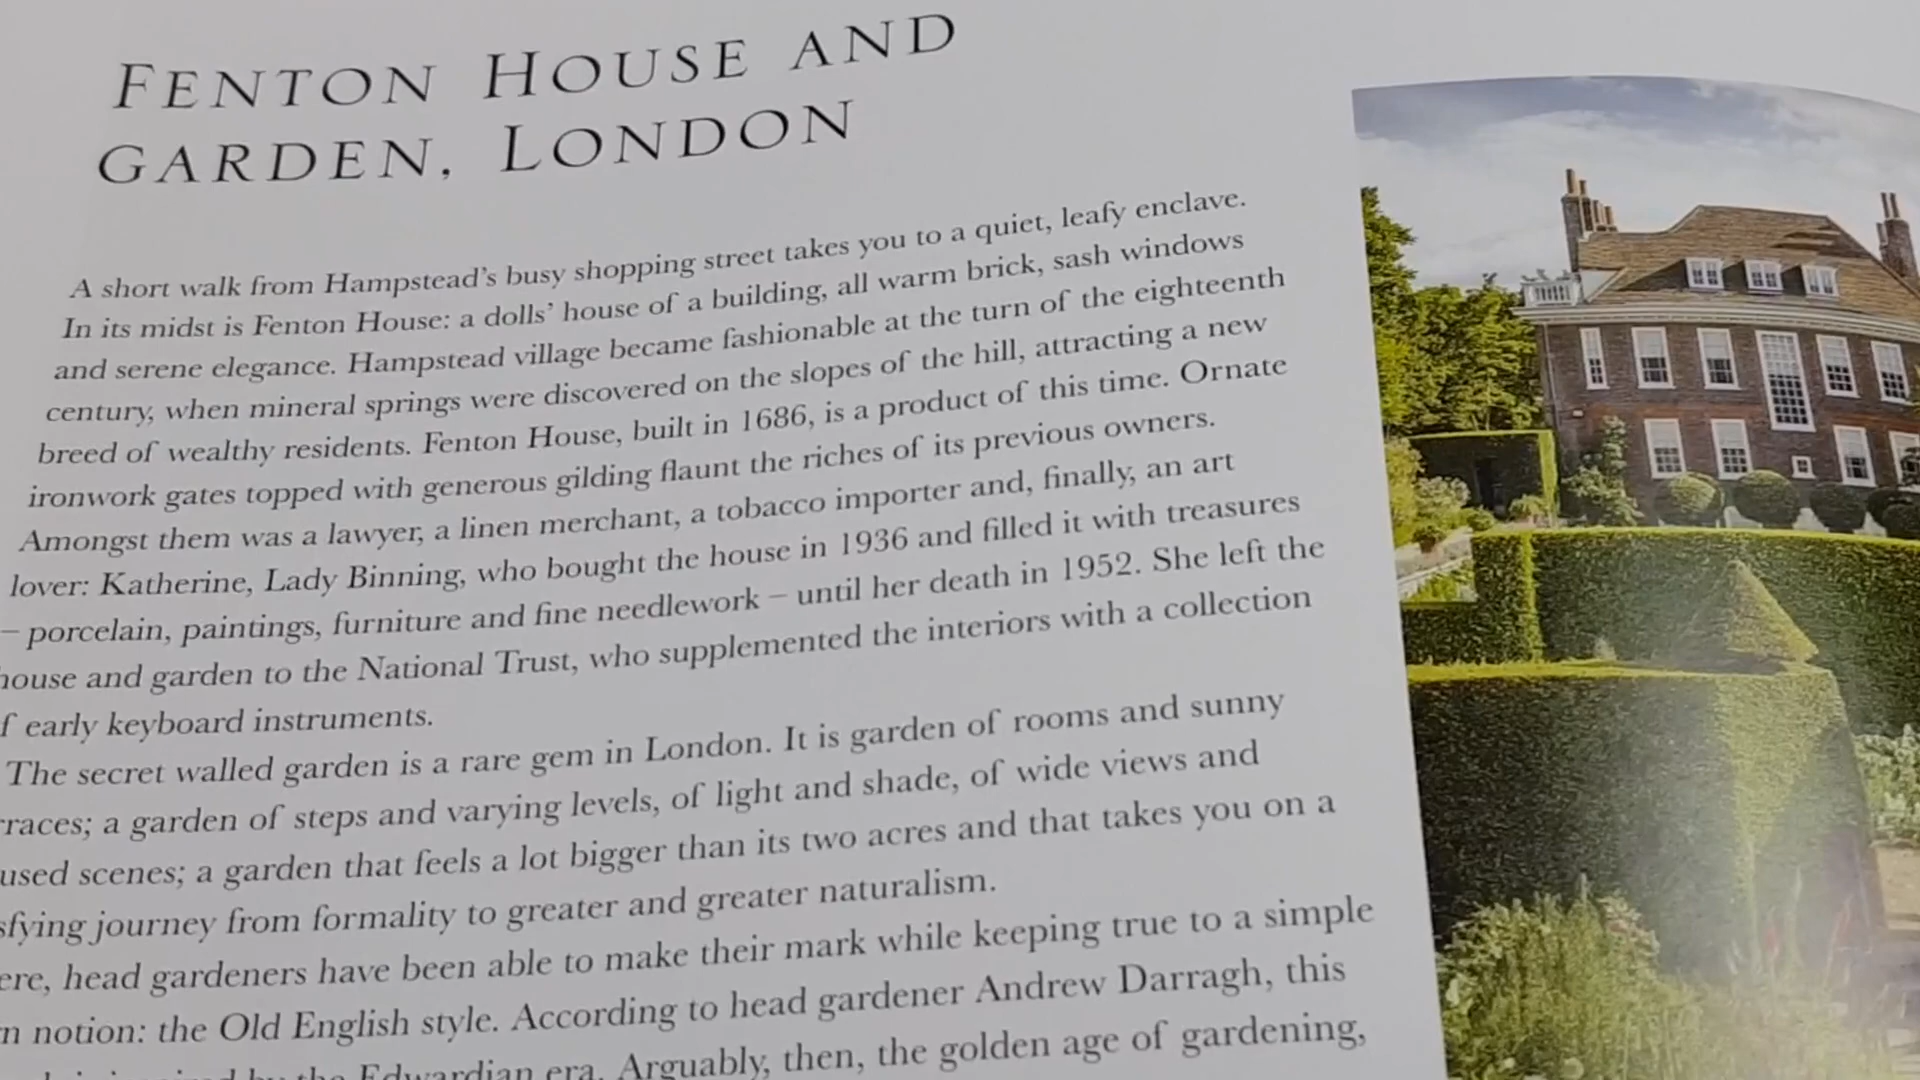 FENTON HOUSE AND
GARDEN, LONDON
A short walk from Hampstead's busy shopping street takes you to a quiet, leafy enclave.
In its midst is Fenton House: a dolls' house of a building, all warm brick, sash windows
and serene elegance. Hampstead village became fashionable at the turn of the eighteenth
century, when mineral springs were discovered on the slopes of the hill, attracting a new
breed of wealthy residents. Fenton House, built in 1686, is a product of this time. Ornate
ironwork gates topped with generous gilding flaunt the riches of its previous owners.
Amongst them was a lawyer, a linen merchant, a tobacco importer and, finally, an art
lover: Katherine, Lady Binning, who bought the house in 1936 and filled it with treasures
– porcelain, paintings, furniture and fine needlework – until her death in 1952. She left the
house and garden to the National Trust, who supplemented the interiors with a collection
f early keyboard instruments.
The secret walled garden is a rare gem in London. It is garden of rooms and sunny
rraces; a garden of steps and varying levels, of light and shade, of wide views and
used scenes; a garden that feels a lot bigger than its two acres and that takes you on a
sfying journey from formality to greater and greater naturalism.
ere, head gardeners have been able to make their mark while keeping true to a simple
n notion: the Old English style. According to head gardener Andrew Darragh, this
by the Edwardian era. Arguably, then, the golden age of gardening,